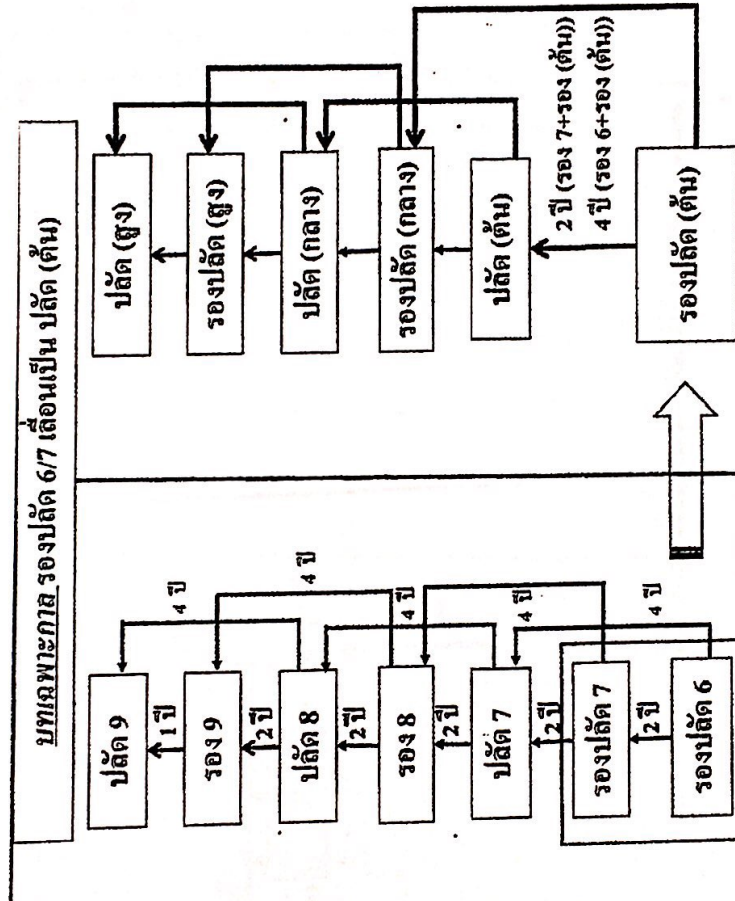 บทเฉพาะกาล รองปลัด 6/7 เลื่อนเป็น ปลัด (ต้น)
ปลัด 9
1 ปี
4 ปี
รอง 9
2 ปี
4 ปี
ปลัด 8
2 ปี
4 ปี
รอง 8
2 ปี
4 ปี
ปลัด 7
2 ปี
4 ปี
รองปลัด 7
2 ปี
รองปลัด 6
ปลัด (สูง)
รองปลัด (สูง)
ปลัด (กลาง)
รองปลัด (กลาง)
ปลัด (ต้น)
2 ปี (รอง 7+รอง (ต้น))
4 ปี (รอง 6+รอง (ต้น))
รองปลัด (ต้น)